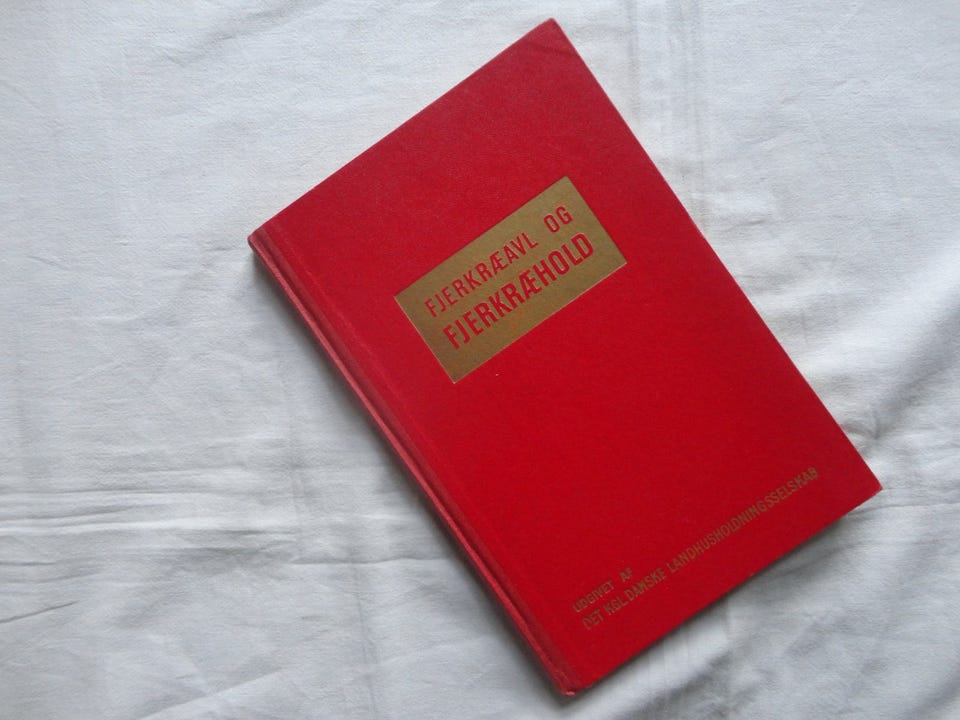 FJERKRÆAVL OG
FJERKRÆHOLD
UDGIVET AF
DET KGL. DANSKE LANDHUSHOLDNINGSSELSKAB